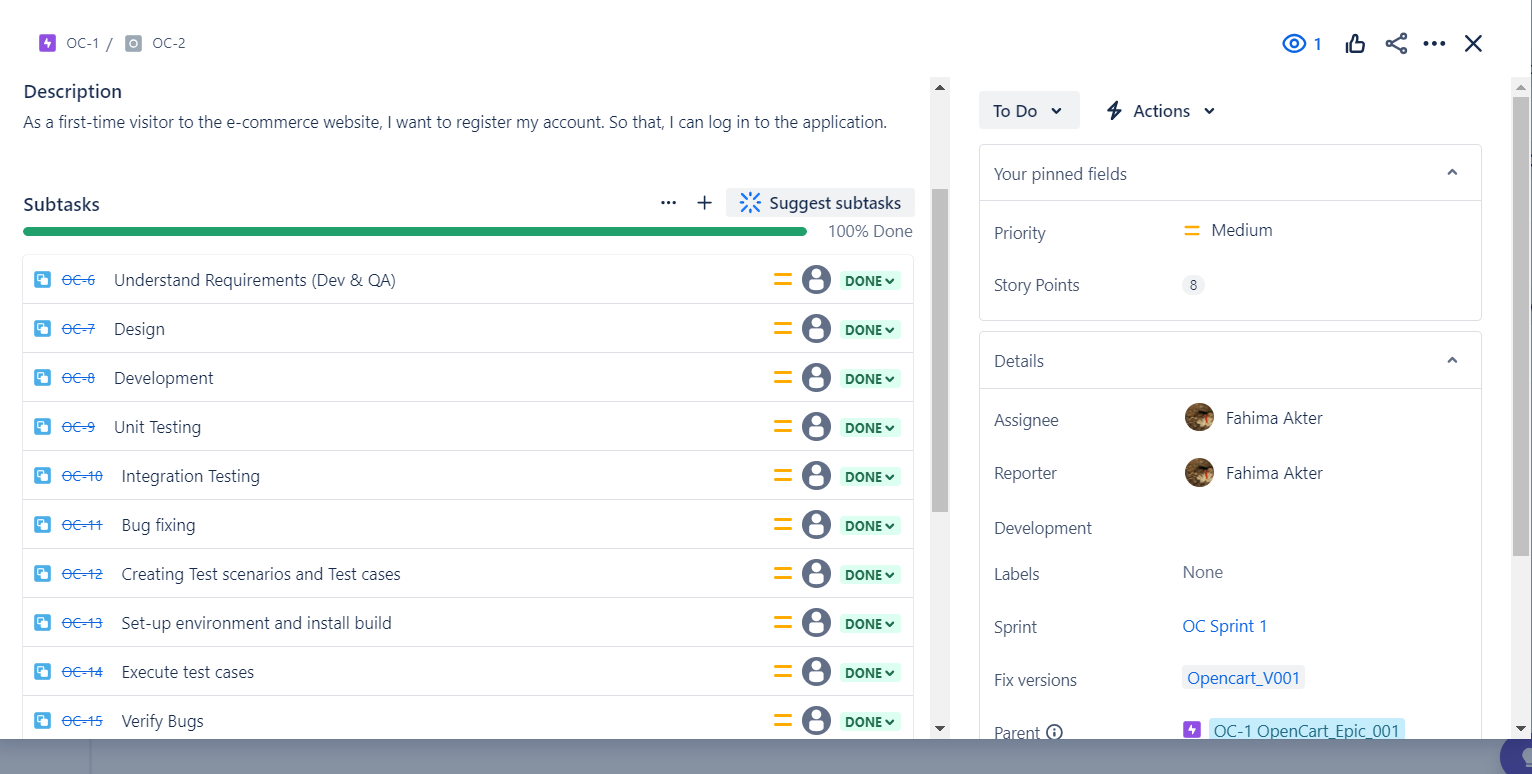 OC-1 / OC-2
1
Description
As a first-time visitor to the e-commerce website, I want to register my account. So that, I can log in to the application.
Subtasks
Suggest subtasks
100% Done
OC-6 Understand Requirements (Dev & QA) DONE
OC-7 Design DONE
OC-8 Development DONE
OC-9 Unit Testing DONE
OC-10 Integration Testing DONE
OC-11 Bug fixing DONE
OC-12 Creating Test scenarios and Test cases DONE
OC-13 Set-up environment and install build DONE
OC-14 Execute test cases DONE
OC-15 Verify Bugs DONE
To Do
Actions
Your pinned fields
Priority Medium
Story Points 8
Details
Assignee Fahima Akter
Reporter Fahima Akter
Development
Labels None
Sprint OC Sprint 1
Fix versions Opencart_V001
Parent OC-1 OpenCart_Epic_001